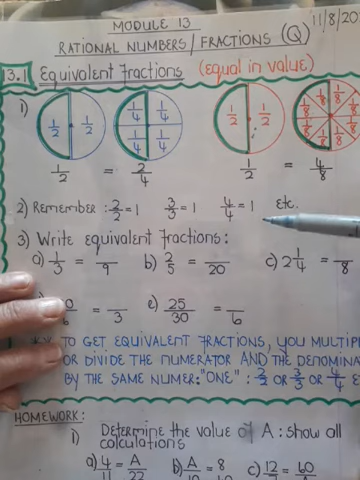 MODULE 13
RATIONAL NUMBERS/ FRACTIONS (Q)
11/8/20
13.1 Equivalent Fractions (equal in value)
1)
1/2 1/2 1/4 1/4 1/4 1/4 1/2 1/2 1/8 1/8 1/8 1/8 1/8 1/8
1/2 = 2/4 1/2 = 4/8
2) REMEMBER : 2/2 = 1 3/3 = 1 4/4 = 1 etc.
3) Write equivalent fractions :
a) 1/3 = /9 b) 2/5 = /20 c) 2 1/4 = /8
= /3 e) 25/30 = /6
TO GET EQUIVALENT FRACTIONS, YOU MULTIP
OR DIVIDE THE NUMERATOR AND THE DENOMINA
BY THE SAME NUMER: "ONE" : 2/2 OR 3/3 OR 4/4 E
HOMEWORK:
1) Determine the value of A : show all
calculations
a) 4/11 = A/22 b) A = 8 c) 12 = 60